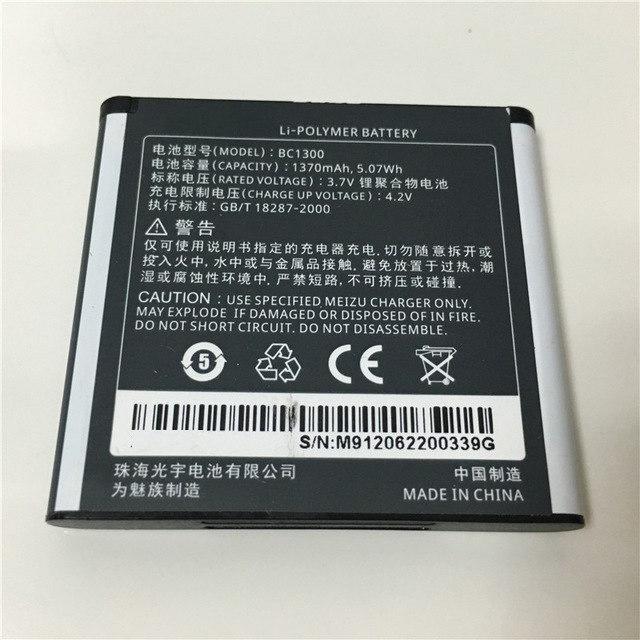 Li-POLYMER BATTERY
电池型号(MODEL): BC1300
电池容量(CAPACITY): 1370mAh, 5.07Wh
标称电压(RATED VOLTAGE): 3.7V 锂聚合物电池
充电限制电压(CHARGE UP VOLTAGE): 4.2V
执行标准: GB/T 18287-2000
警告
仅可使用说明书指定的充电器充电, 切勿随意拆开或
投入火中, 水中或与金属品接触, 避免放置于过热, 潮
湿或腐蚀性环境中, 严禁短路, 不可挤压或碰撞.
CAUTION: USE SPECIFIED MEIZU CHARGER ONLY.
MAY EXPLODE IF DAMAGED OR DISPOSED OF IN FIRE.
DO NOT SHORT CIRCUIT. DO NOT DISASSEMBLE.
5
CE
S/N:M912062200339G
珠海光宇电池有限公司
为魅族制造
中国制造
MADE IN CHINA